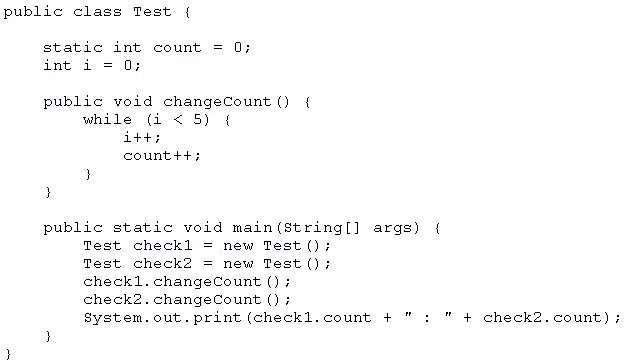 public class Test {
static int count = 0;
int i = 0;
public void changeCount() {
while (i < 5) {
i++;
count++;
}
}
public static void main(String[] args) {
Test check1 = new Test();
Test check2 = new Test();
check1.changeCount();
check2.changeCount();
System.out.print(check1.count + " : " + check2.count);
}
}